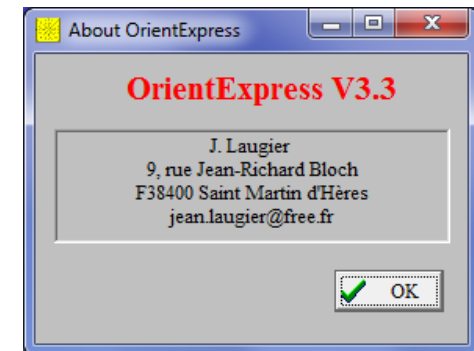 About OrientExpress
OrientExpress V3.3
J. Laugier
9, rue Jean-Richard Bloch
F38400 Saint Martin d'Hères
jean.laugier@free.fr
OK